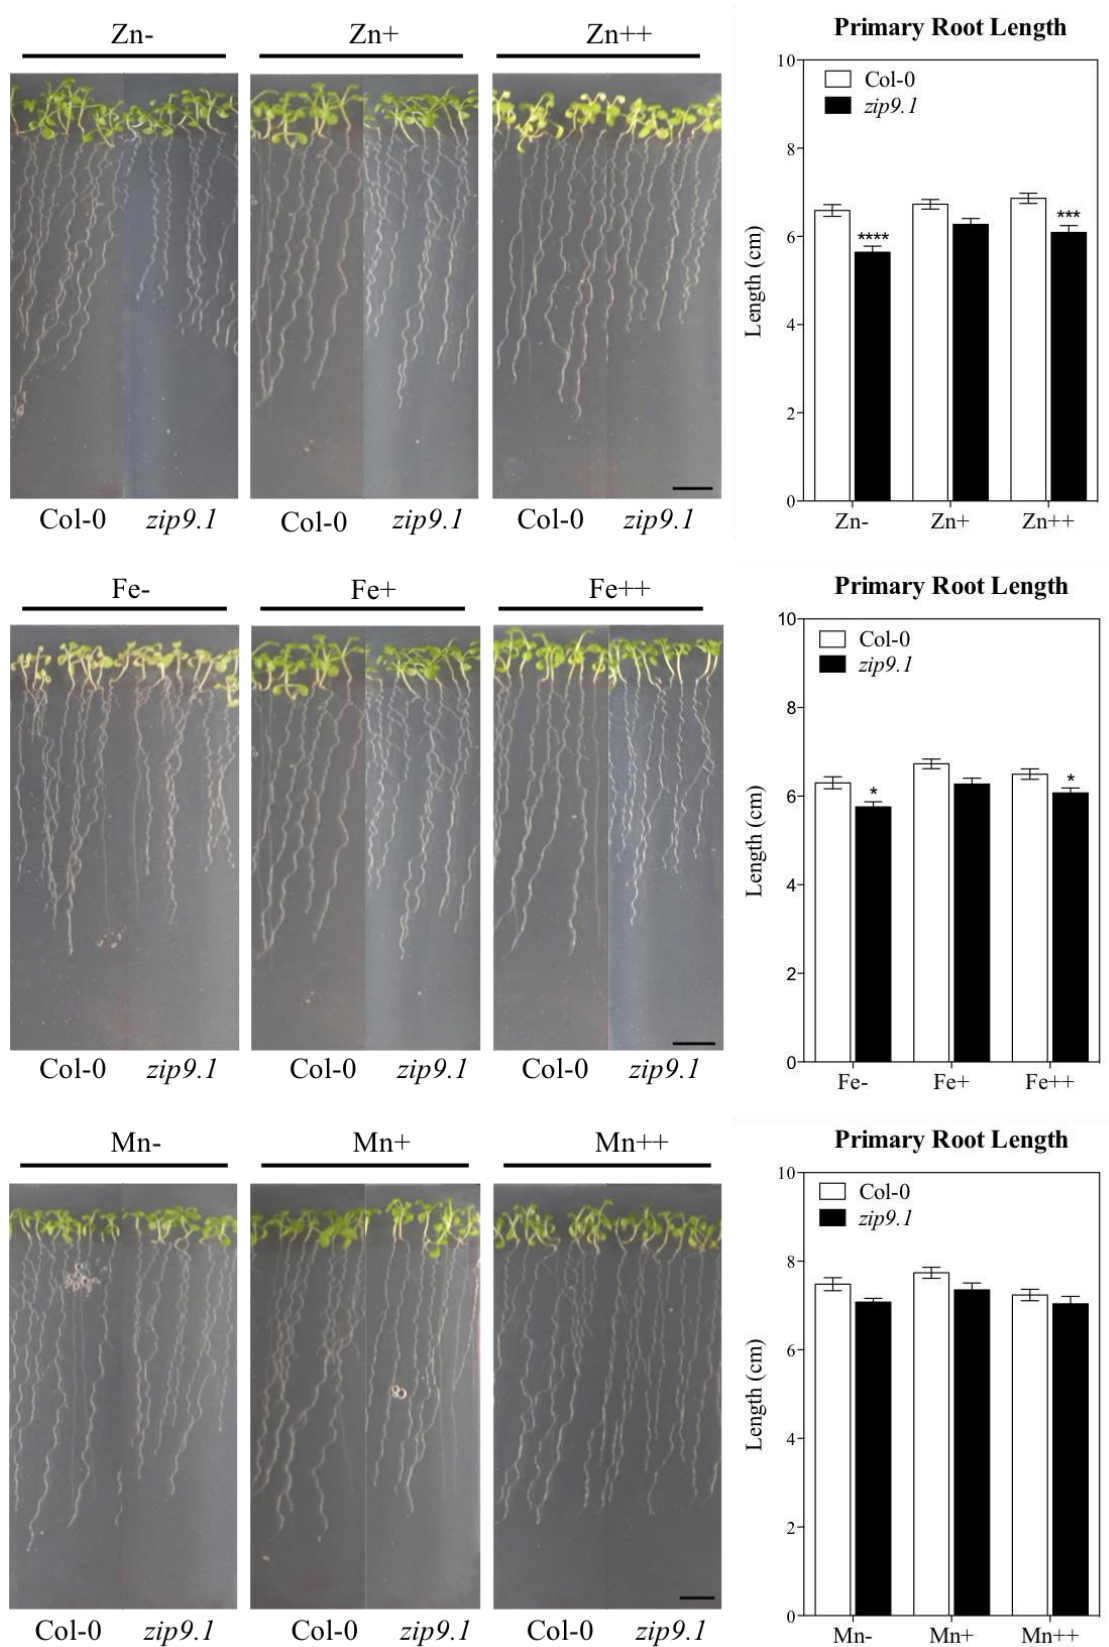 Zn- Zn+ Zn++
Col-0 zip9.1 Col-0 zip9.1 Col-0 zip9.1
Primary Root Length
Col-0
zip9.1
Length (cm)
10
8
6
4
2
0
**** ***
Zn- Zn+ Zn++
Fe- Fe+ Fe++
Col-0 zip9.1 Col-0 zip9.1 Col-0 zip9.1
Primary Root Length
Col-0
zip9.1
Length (cm)
10
8
6
4
2
0
* *
Fe- Fe+ Fe++
Mn- Mn+ Mn++
Col-0 zip9.1 Col-0 zip9.1 Col-0 zip9.1
Primary Root Length
Col-0
zip9.1
Length (cm)
10
8
6
4
2
0
Mn- Mn+ Mn++